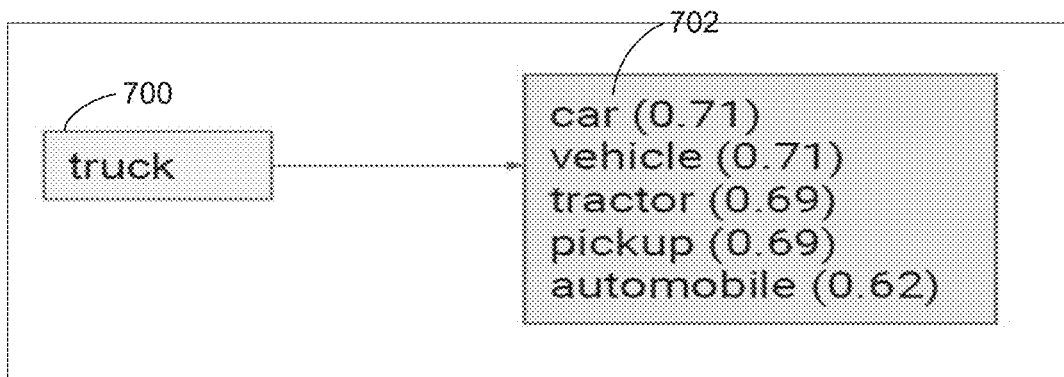 702
700
truck
car (0.71)
vehicle (0.71)
tractor (0.69)
pickup (0.69)
automobile (0.62)